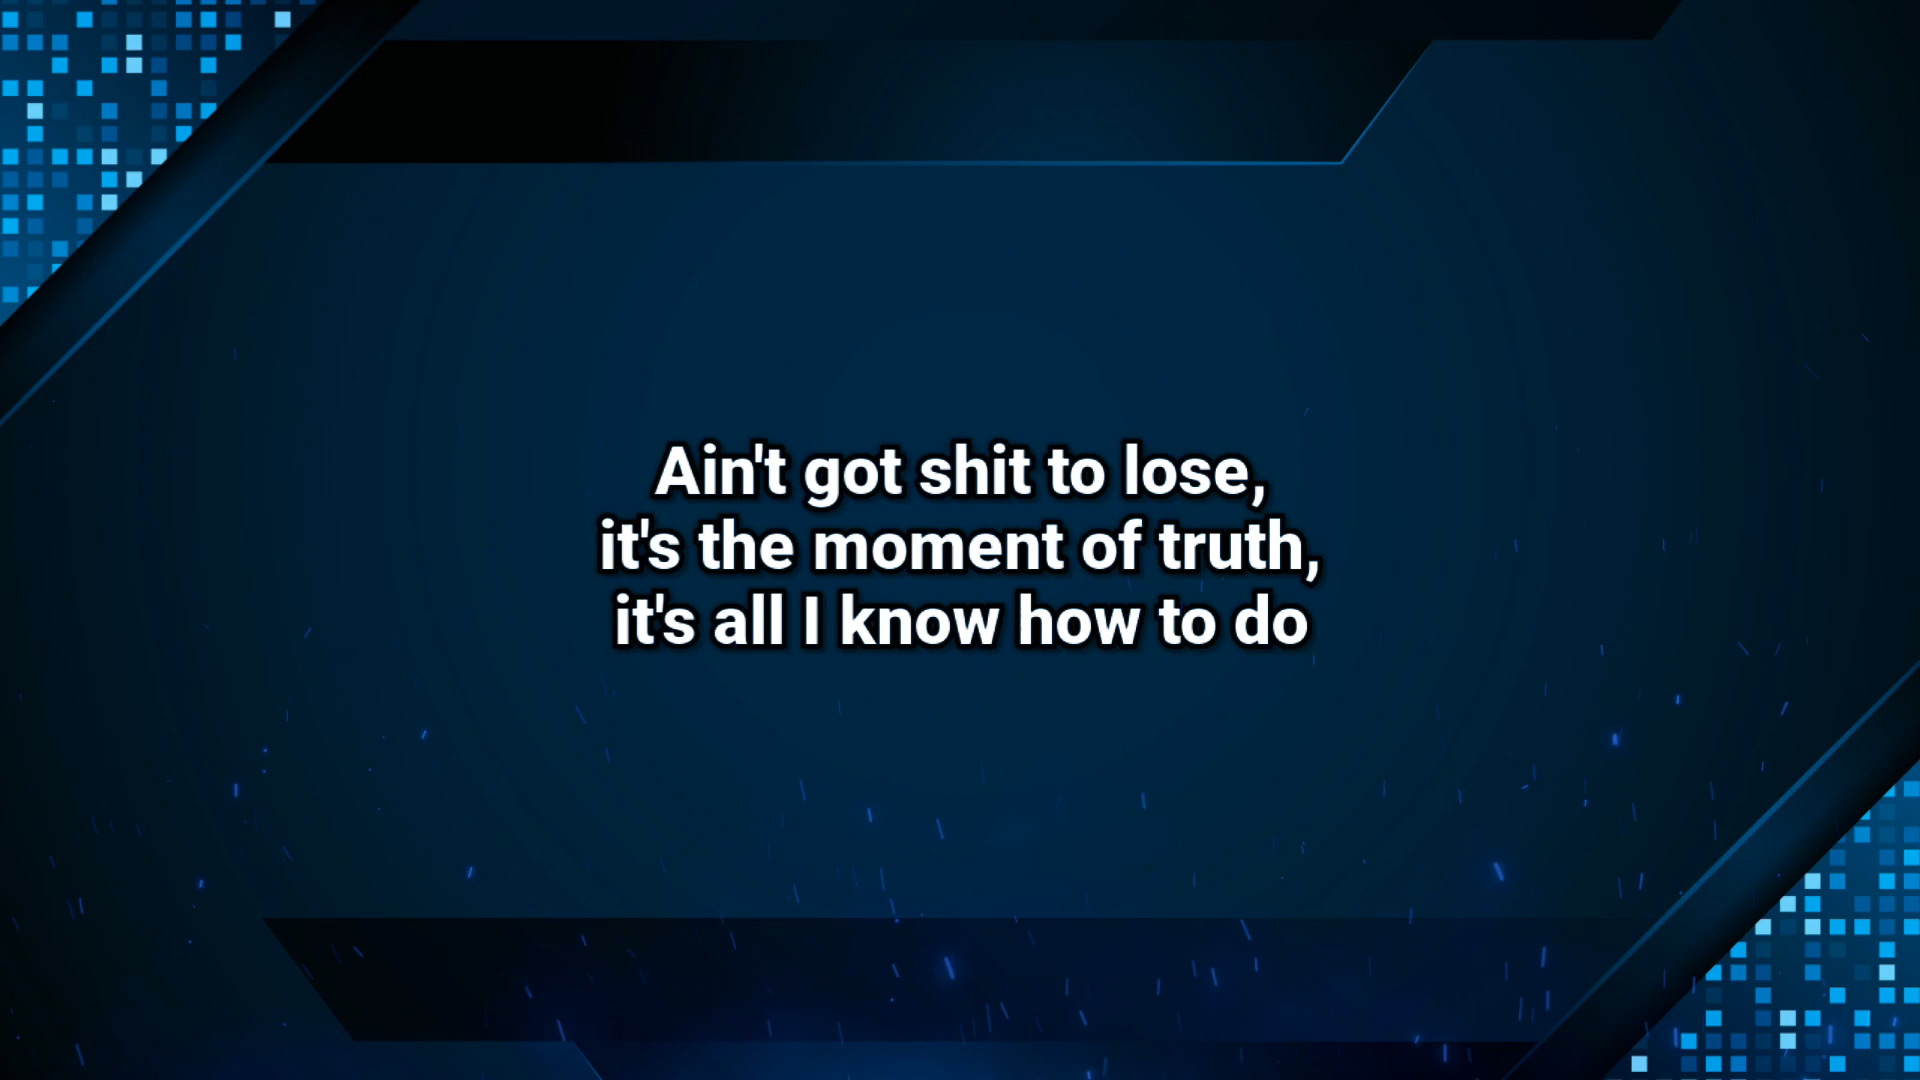 Ain't got shit to lose,
it's the moment of truth,
it's all I know how to do